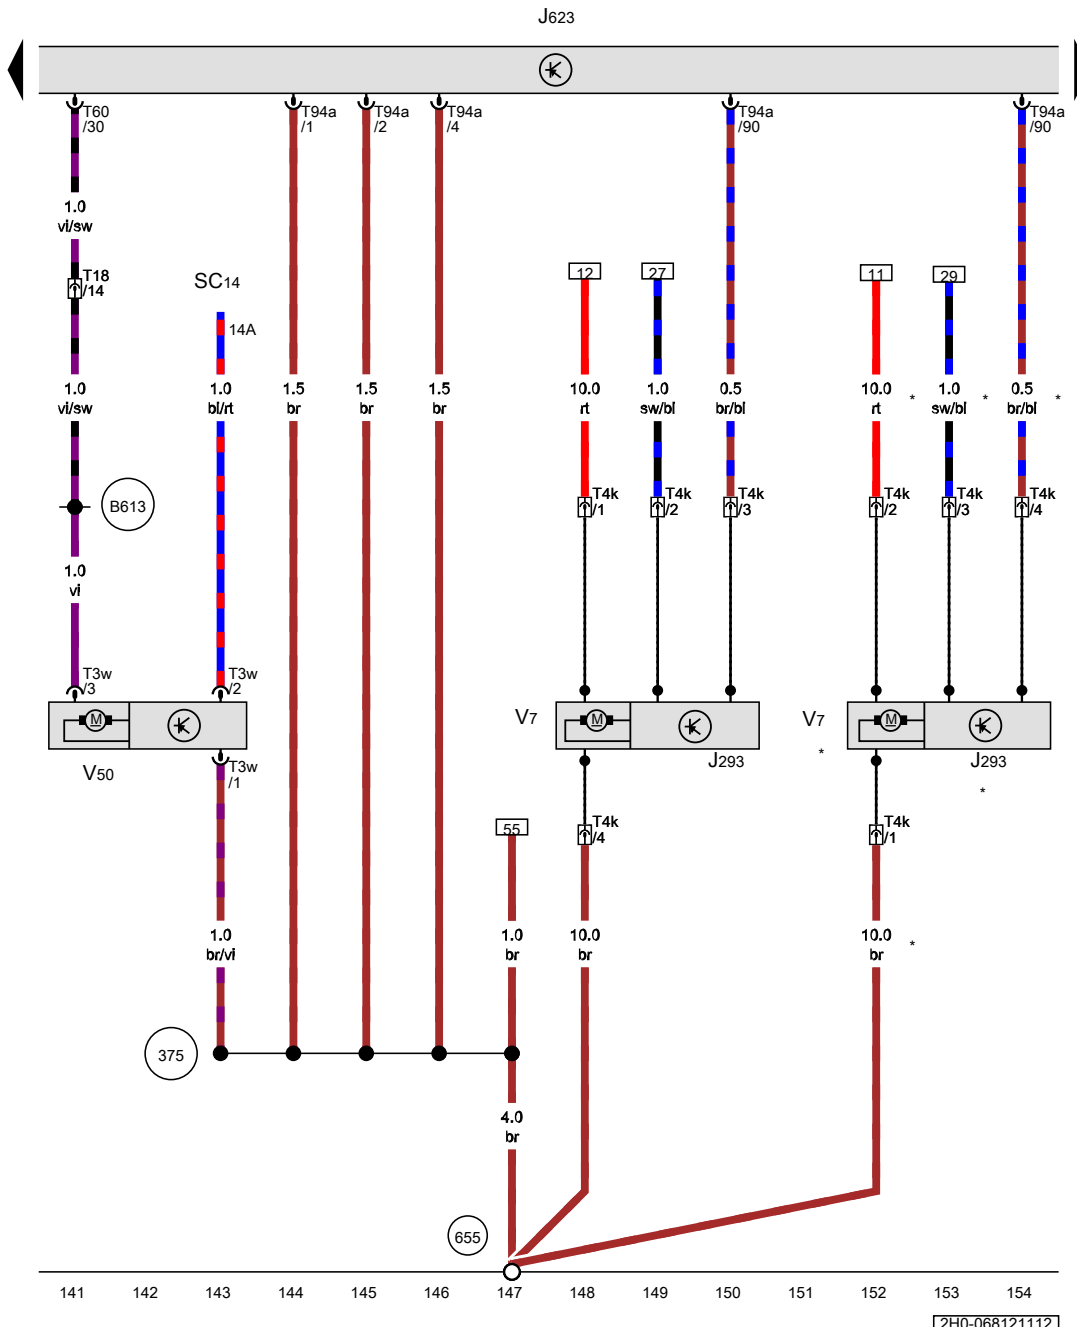 J623
T60
/30
T94a
/1
T94a
/2
T94a
/4
T94a
/90
T94a
/90
1.0
vi/sw
T18
/14
SC14
14A
12
27
11
29
1.0
vi/sw
1.0
bl/rt
1.5
br
1.5
br
1.5
br
10.0
rt
1.0
sw/bl
0.5
br/bl
10.0
rt
*
1.0
sw/bl
*
0.5
br/bl
*
B613
T4k
/1
T4k
/2
T4k
/3
T4k
/2
T4k
/3
T4k
/4
1.0
vi
T3w
/3
T3w
/2
M
V50
T3w
/1
V7
M
J293
V7
*
M
J293
*
55
T4k
/4
T4k
/1
1.0
br/vi
1.0
br
10.0
br
10.0
br
*
375
4.0
br
655
141 142 143 144 145 146 147 148 149 150 151 152 153 154
2H0-068121112